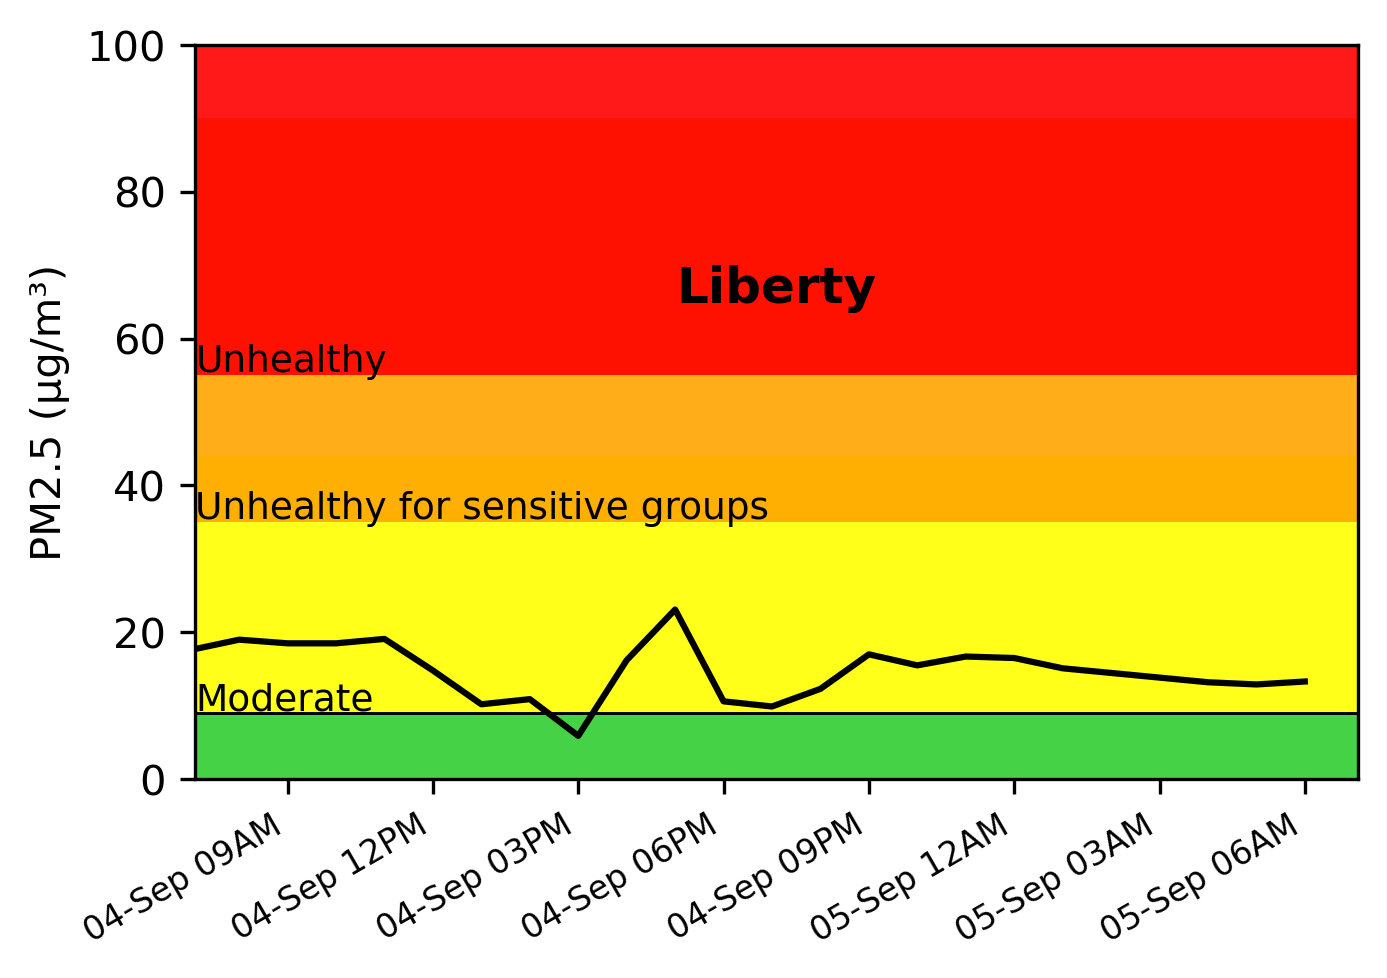 100
80
60
40
20
0
PM2.5 (µg/m³)
Liberty
Unhealthy
Unhealthy for sensitive groups
Moderate
04-Sep 09AM
04-Sep 12PM
04-Sep 03PM
04-Sep 06PM
04-Sep 09PM
05-Sep 12AM
05-Sep 03AM
05-Sep 06AM